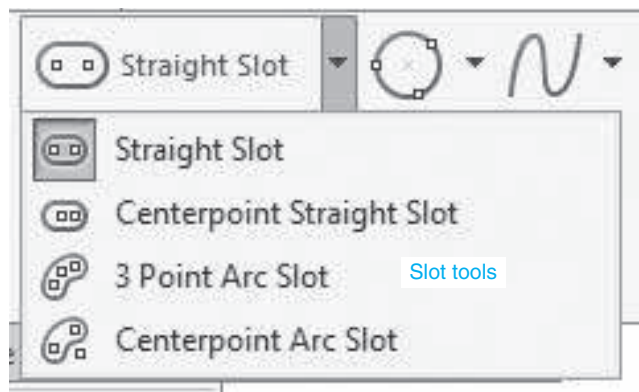 Straight Slot
Straight Slot
Centerpoint Straight Slot
3 Point Arc Slot
Slot tools
Centerpoint Arc Slot